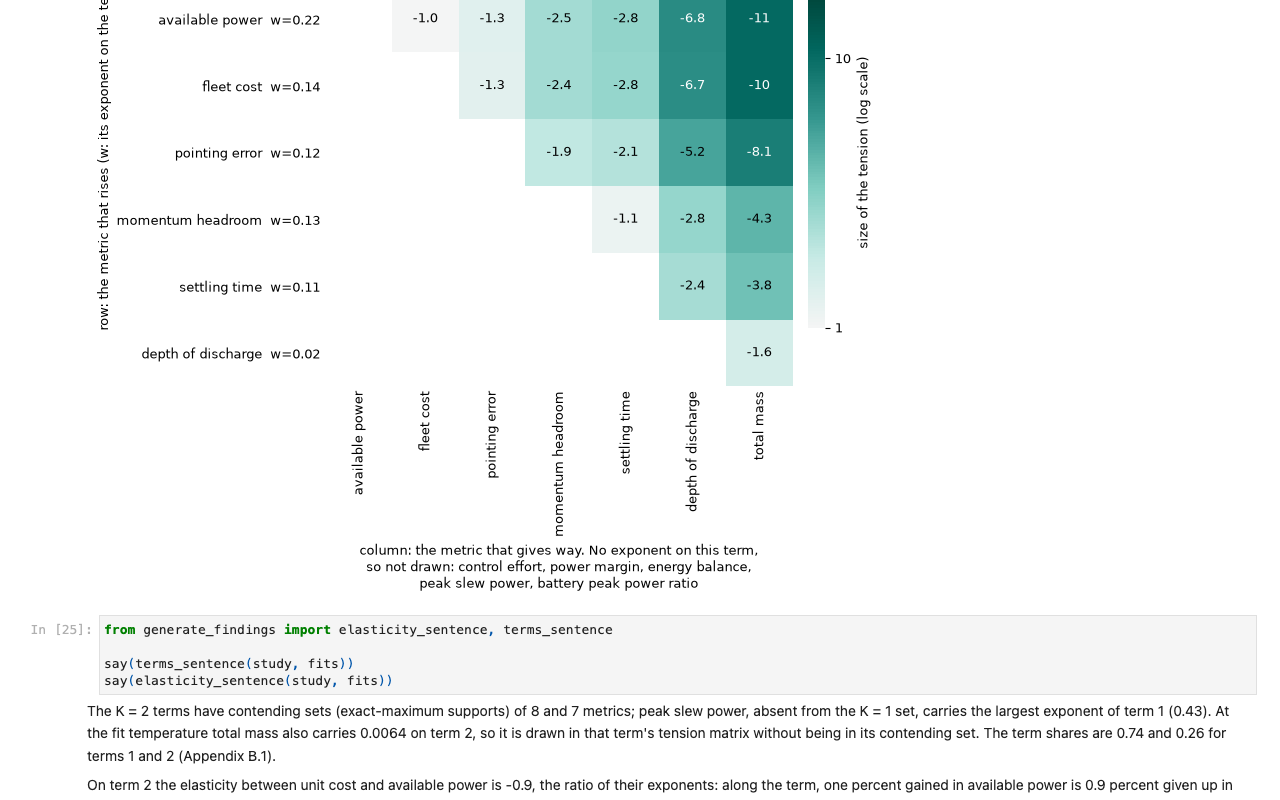 available power w=0.22
-1.0 -1.3 -2.5 -2.8 -6.8 -11
fleet cost w=0.14
-1.3 -2.4 -2.8 -6.7 -10
pointing error w=0.12
-1.9 -2.1 -5.2 -8.1
momentum headroom w=0.13
-1.1 -2.8 -4.3
settling time w=0.11
-2.4 -3.8
depth of discharge w=0.02
-1.6
row: the metric that rises (w: its exponent on the te
10
1
size of the tension (log scale)
available power
fleet cost
pointing error
momentum headroom
settling time
depth of discharge
total mass
column: the metric that gives way. No exponent on this term,
so not drawn: control effort, power margin, energy balance,
peak slew power, battery peak power ratio
In [25]:
from generate_findings import elasticity_sentence, terms_sentence
say(terms_sentence(study, fits))
say(elasticity_sentence(study, fits))
The K = 2 terms have contending sets (exact-maximum supports) of 8 and 7 metrics; peak slew power, absent from the K = 1 set, carries the largest exponent of term 1 (0.43). At
the fit temperature total mass also carries 0.0064 on term 2, so it is drawn in that term's tension matrix without being in its contending set. The term shares are 0.74 and 0.26 for
terms 1 and 2 (Appendix B.1).
On term 2 the elasticity between unit cost and available power is -0.9, the ratio of their exponents: along the term, one percent gained in available power is 0.9 percent given up in